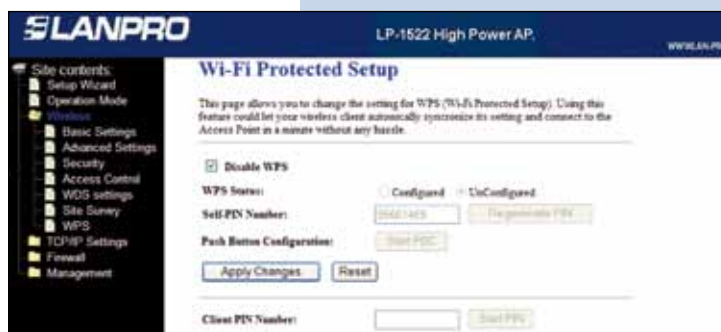 LANPRO
LP-1522 High Power AP.
Site contents:
Setup Wizard
Operation Mode
Wireless
Basic Settings
Advanced Settings
Security
Access Control
WDS settings
Site Survey
WPS
TCP/IP Settings
Firewall
Management
Wi-Fi Protected Setup
This page allows you to change the setting for WPS (Wi-Fi Protected Setup). Using this
feature could let your wireless client automically syncronize its setting and connect to the
Access Point in a minute without any hassle.
Disable WPS
WPS Status: Configured UnConfigured
Self-PIN Number: Regenerate PIN
Push Button Configuration: Start PBC
Apply Changes Reset
Client PIN Number: Start PIN